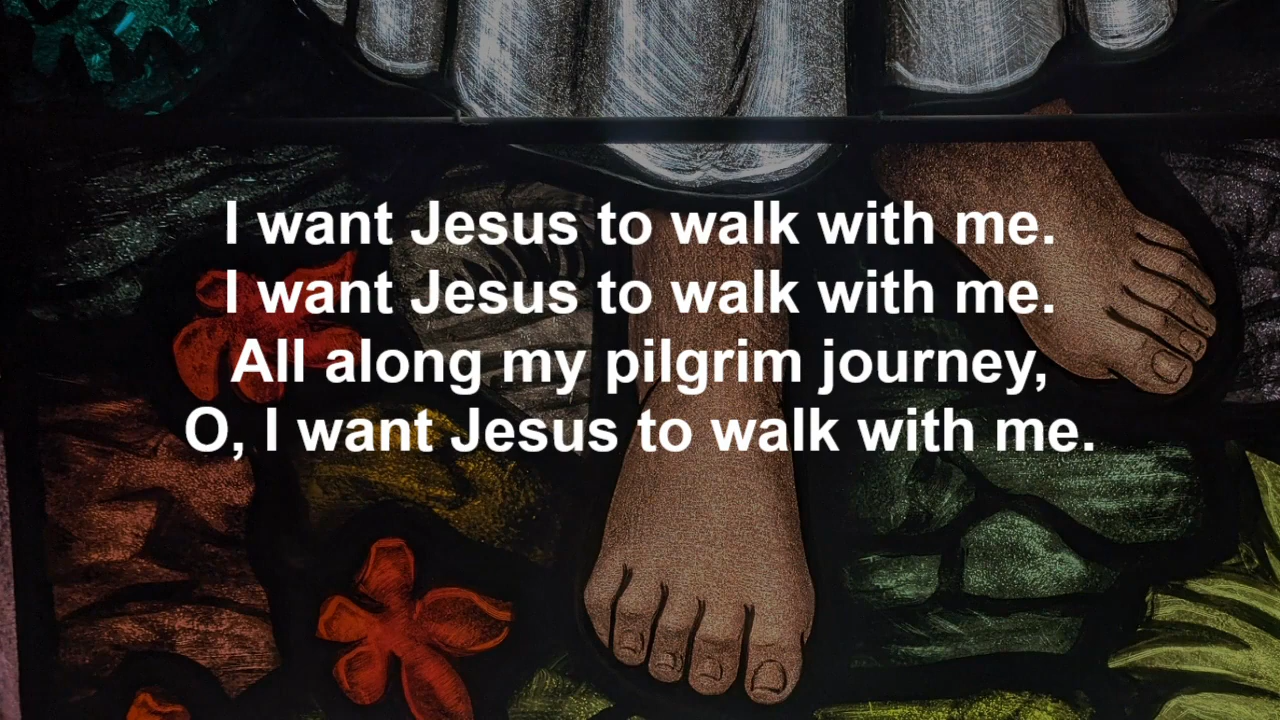 I want Jesus to walk with me.
I want Jesus to walk with me.
All along my pilgrim journey,
O, I want Jesus to walk with me.